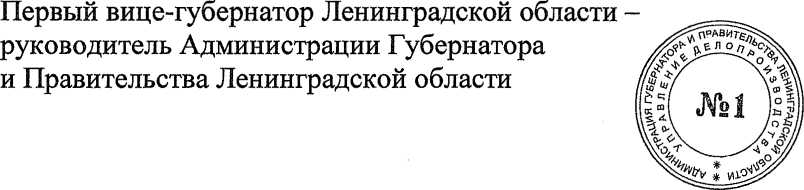 Первый вице-губернатор Ленинградской области –
руководитель Администрации Губернатора
и Правительства Ленинградской области
АДМИНИСТРАЦИЯ ГУБЕРНАТОРА И ПРАВИТЕЛЬСТВА ЛЕНИНГРАДСКОЙ ОБЛАСТИ
УПРАВЛЕНИЕ ДЕЛОПРОИЗВОДСТВА
№1